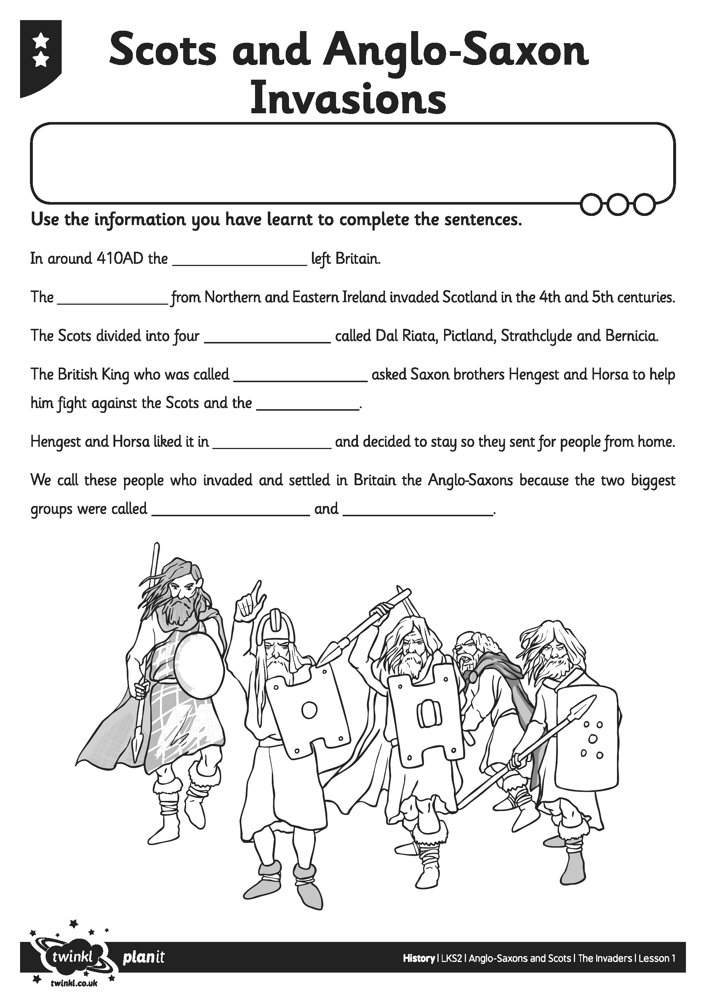 Scots and Anglo-Saxon
Invasions
Use the information you have learnt to complete the sentences.
In around 410AD the ________________ left Britain.
The ______________ from Northern and Eastern Ireland invaded Scotland in the 4th and 5th centuries.
The Scots divided into four ________________ called Dal Riata, Pictland, Strathclyde and Bernicia.
The British King who was called ________________ asked Saxon brothers Hengest and Horsa to help
him fight against the Scots and the _____________.
Hengest and Horsa liked it in ______________ and decided to stay so they sent for people from home.
We call these people who invaded and settled in Britain the Anglo-Saxons because the two biggest
groups were called ___________________ and __________________.
twinkl
planit
History | LKS2 | Anglo-Saxons and Scots | The Invaders | Lesson 1
twinkl.co.uk